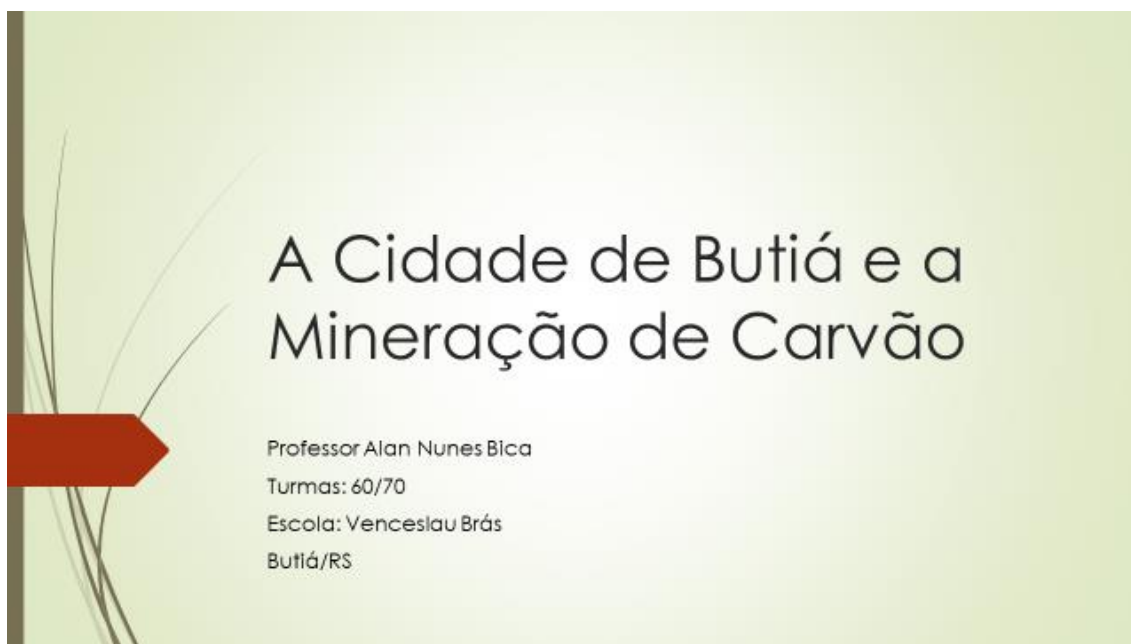 A Cidade de Butiá e a
Mineração de Carvão
Professor Alan Nunes Bica
Turmas: 60/70
Escola: Venceslau Brás
Butiá/RS